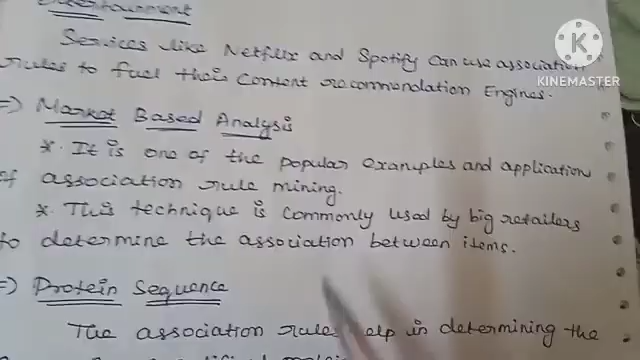 Entertainment
Services like Netflix and Spotify can use association
rules to fuel their content recommendation Engines.
KINEMASTER
=) Market Based Analysis
* It is one of the popular examples and application
of association rule mining.
* This technique is commonly used by big retailers
to determine the association between items.
=) Protein Sequence
The association rules help in determining the